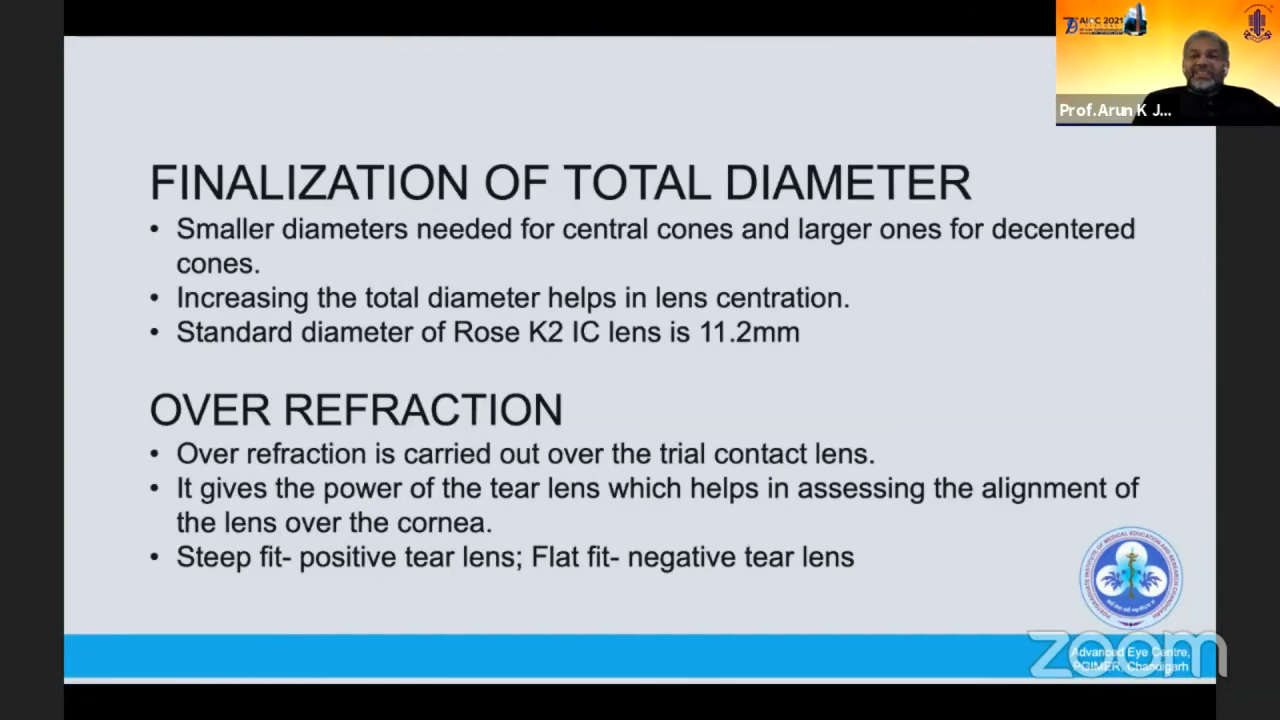 AIOC 2021
Prof.Arun K J...
FINALIZATION OF TOTAL DIAMETER
• Smaller diameters needed for central cones and larger ones for decentered
cones.
• Increasing the total diameter helps in lens centration.
• Standard diameter of Rose K2 IC lens is 11.2mm
OVER REFRACTION
• Over refraction is carried out over the trial contact lens.
• It gives the power of the tear lens which helps in assessing the alignment of
the lens over the cornea.
• Steep fit- positive tear lens; Flat fit- negative tear lens
zoom
Advanced Eye Centre,
PGIMER, Chandigarh